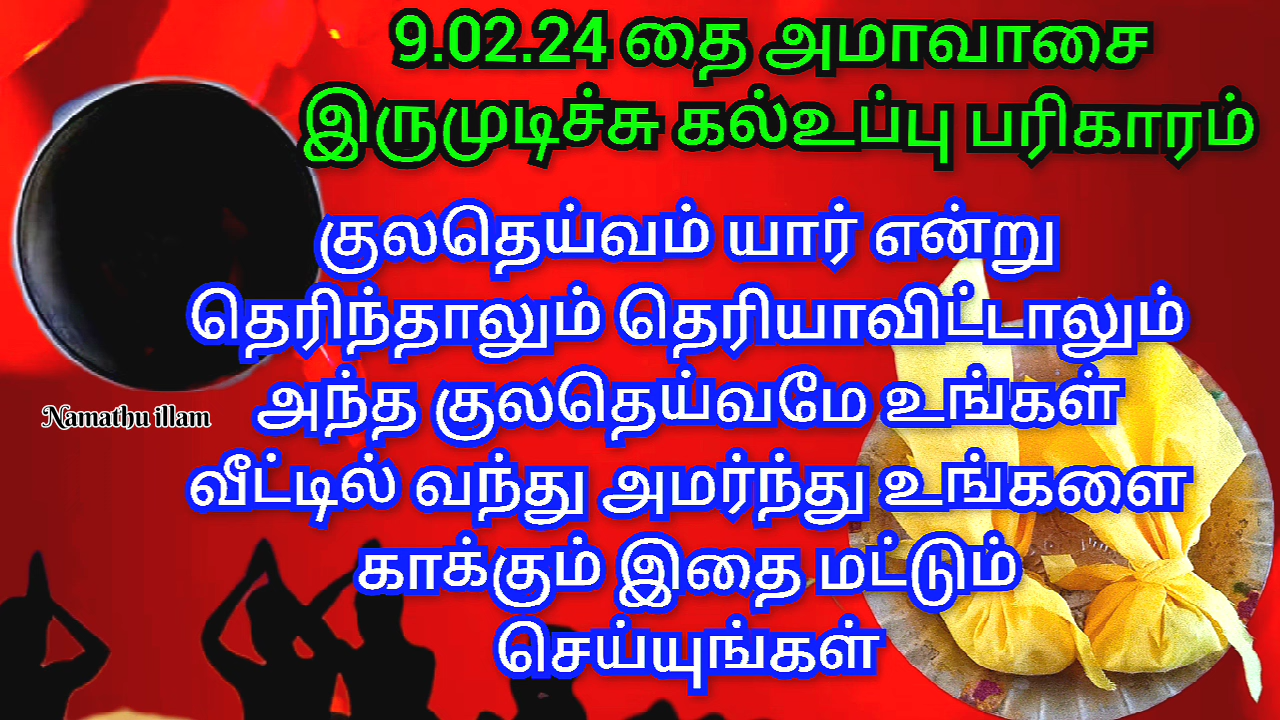 9.02.24 தை அமாவாசை
இருமுடிச்சு கல்உப்பு பரிகாரம்
குலதெய்வம் யார் என்று
தெரிந்தாலும் தெரியாவிட்டாலும்
அந்த குலதெய்வமே உங்கள்
Namathu illam
வீட்டில் வந்து அமர்ந்து உங்களை
காக்கும் இதை மட்டும்
செய்யுங்கள்